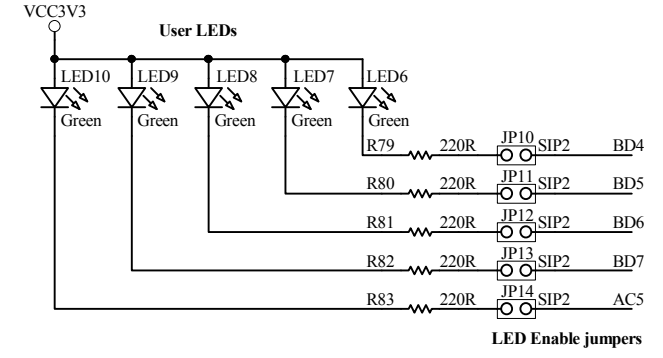 VCC3V3
User LEDs
LED10 LED9 LED8 LED7 LED6
Green Green Green Green Green
R79 220R JP10 SIP2 BD4
R80 220R JP11 SIP2 BD5
R81 220R JP12 SIP2 BD6
R82 220R JP13 SIP2 BD7
R83 220R JP14 SIP2 AC5
LED Enable jumpers